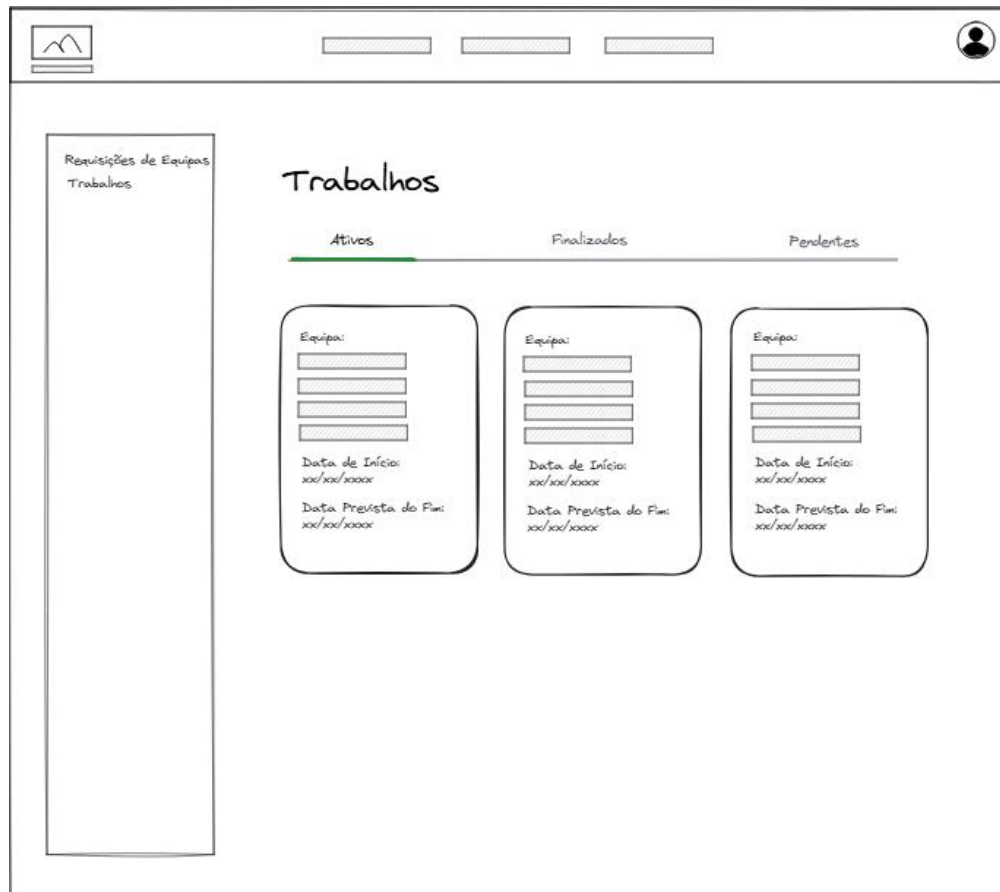 Requisições de Equipas
Trabalhos
Trabalhos
Ativos
Finalizados
Pendentes
Equipa:
Data de Início:
xx/xx/xxxx
Data Prevista do Fim:
xx/xx/xxxx
Equipa:
Data de Início:
xx/xx/xxxx
Data Prevista do Fim:
xx/xx/xxxx
Equipa:
Data de Início:
xx/xx/xxxx
Data Prevista do Fim:
xx/xx/xxxx